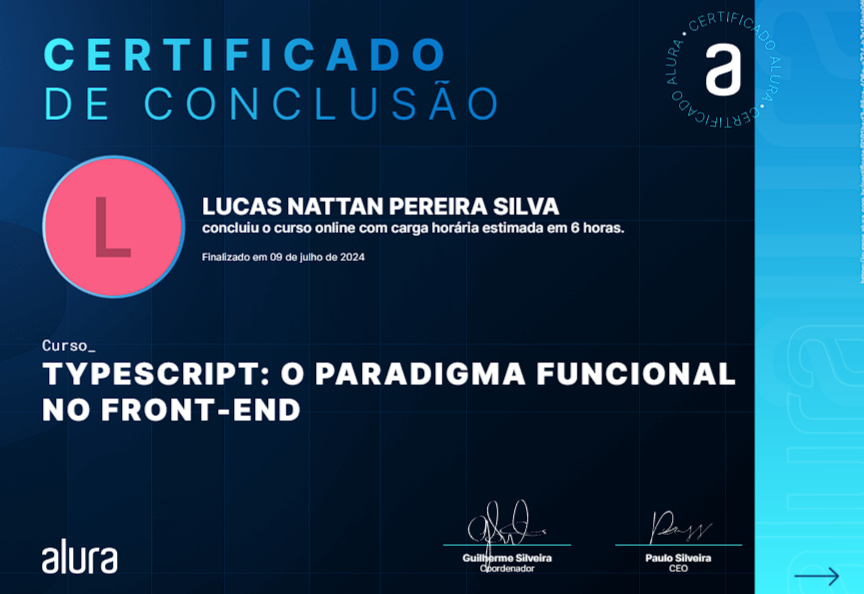 CERTIFICADO
DE CONCLUSÃO
CERTIFICADO ALURA • CERTIFICADO ALURA •
a
L
LUCAS NATTAN PEREIRA SILVA
concluiu o curso online com carga horária estimada em 6 horas.
Finalizado em 09 de julho de 2024
Curso_
TYPESCRIPT: O PARADIGMA FUNCIONAL
NO FRONT-END
alura
Guilherme Silveira
Coordenador
Paulo Silveira
CEO
alura